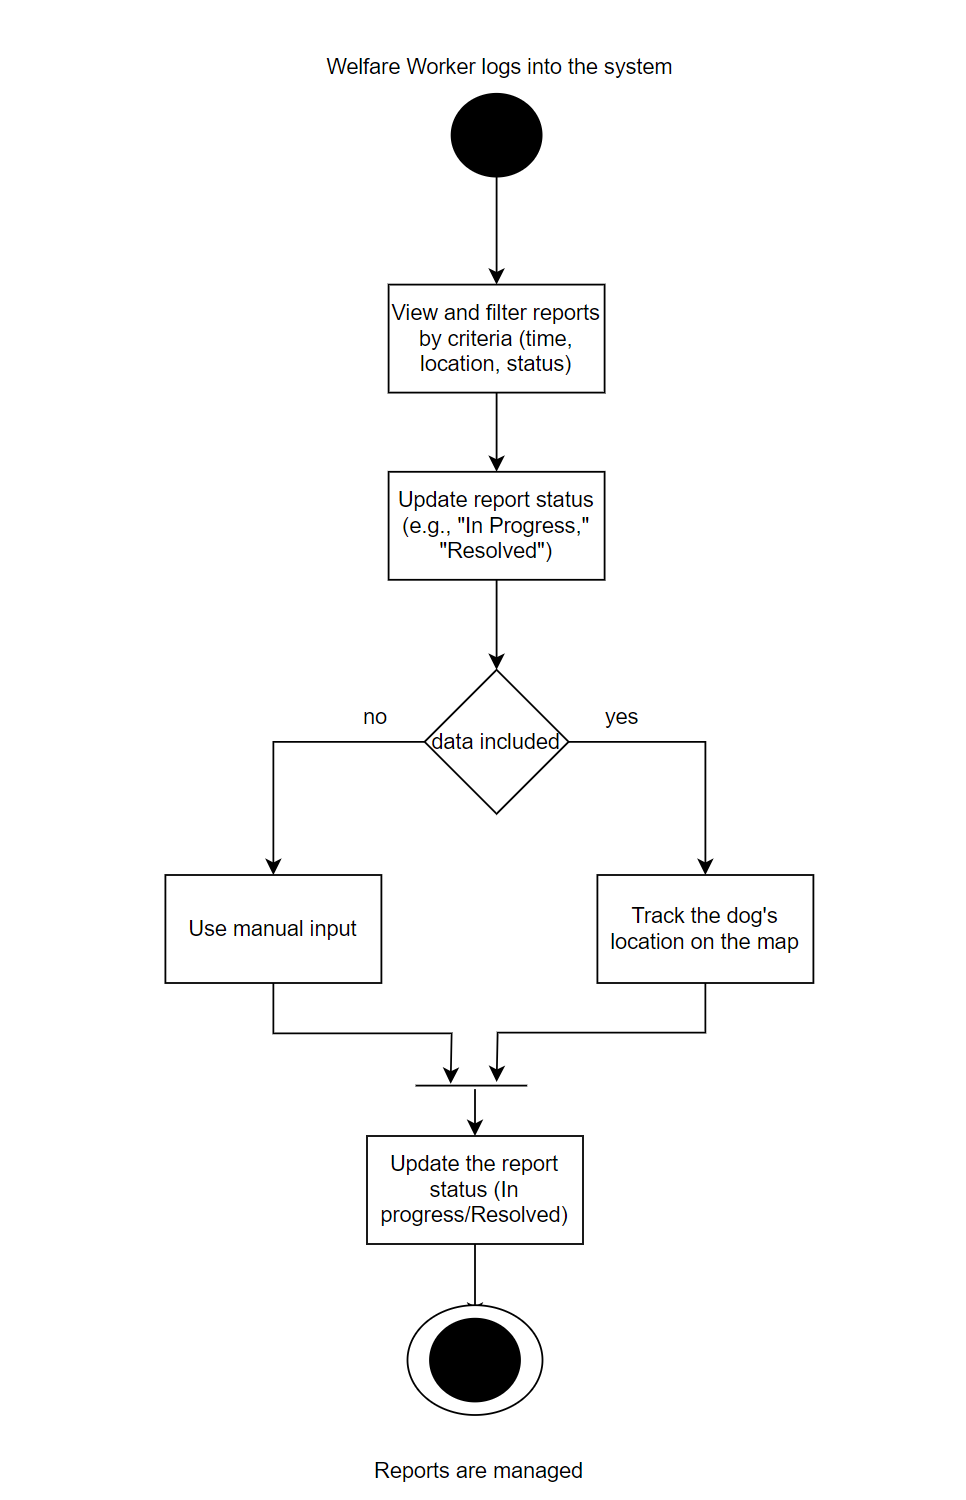 Welfare Worker logs into the system
View and filter reports
by criteria (time,
location, status)
Update report status
(e.g., "In Progress,"
"Resolved")
no
yes
data included
Use manual input
Track the dog's
location on the map
Update the report
status (In
progress/Resolved)
Reports are managed